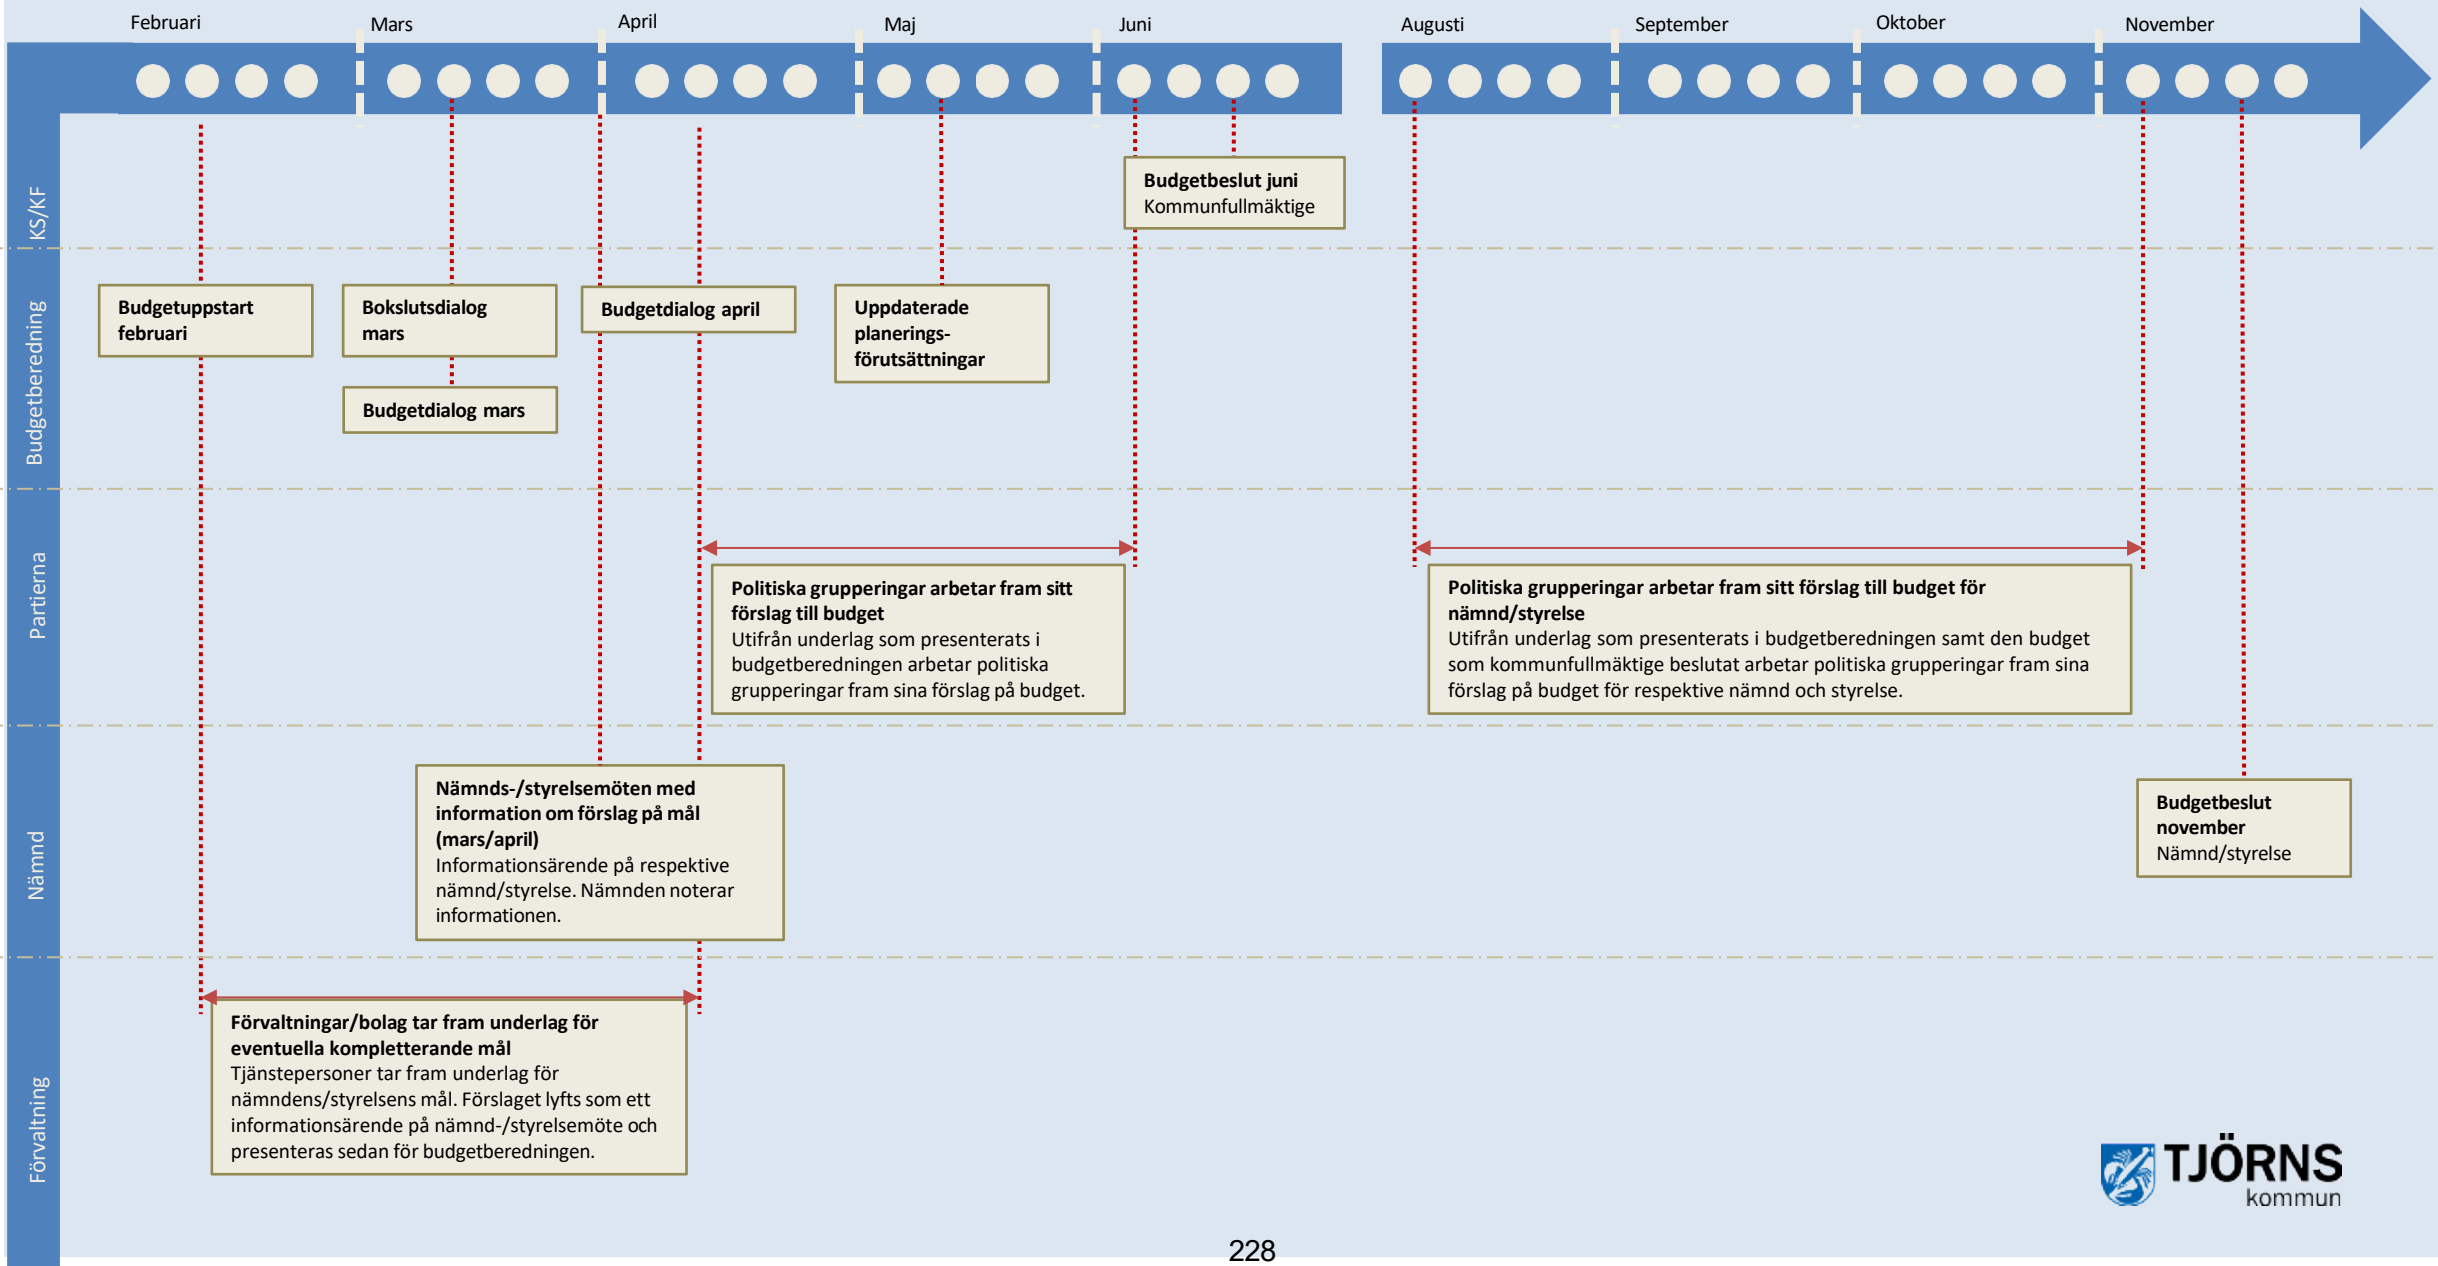 Februari
Mars
April
Maj
Juni
Augusti
September
Oktober
November
KS/KF
Budgetbeslut juni
Kommunfullmäktige
Budgetberedning
Budgetuppstart
februari
Bokslutsdialog
mars
Budgetdialog mars
Budgetdialog april
Uppdaterade
planerings-
förutsättningar
Partierna
Politiska grupperingar arbetar fram sitt
förslag till budget
Utifrån underlag som presenterats i
budgetberedningen arbetar politiska
grupperingar fram sina förslag på budget.
Politiska grupperingar arbetar fram sitt förslag till budget för
nämnd/styrelse
Utifrån underlag som presenterats i budgetberedningen samt den budget
som kommunfullmäktige beslutat arbetar politiska grupperingar fram sina
förslag på budget för respektive nämnd och styrelse.
Nämnd
Nämnds-/styrelsemöten med
information om förslag på mål
(mars/april)
Informationsärende på respektive
nämnd/styrelse. Nämnden noterar
informationen.
Budgetbeslut
november
Nämnd/styrelse
Förvaltning
Förvaltningar/bolag tar fram underlag för
eventuella kompletterande mål
Tjänstepersoner tar fram underlag för
nämndens/styrelsens mål. Förslaget lyfts som ett
informationsärende på nämnd-/styrelsemöte och
presenteras sedan för budgetberedningen.
TJÖRNS
kommun
228